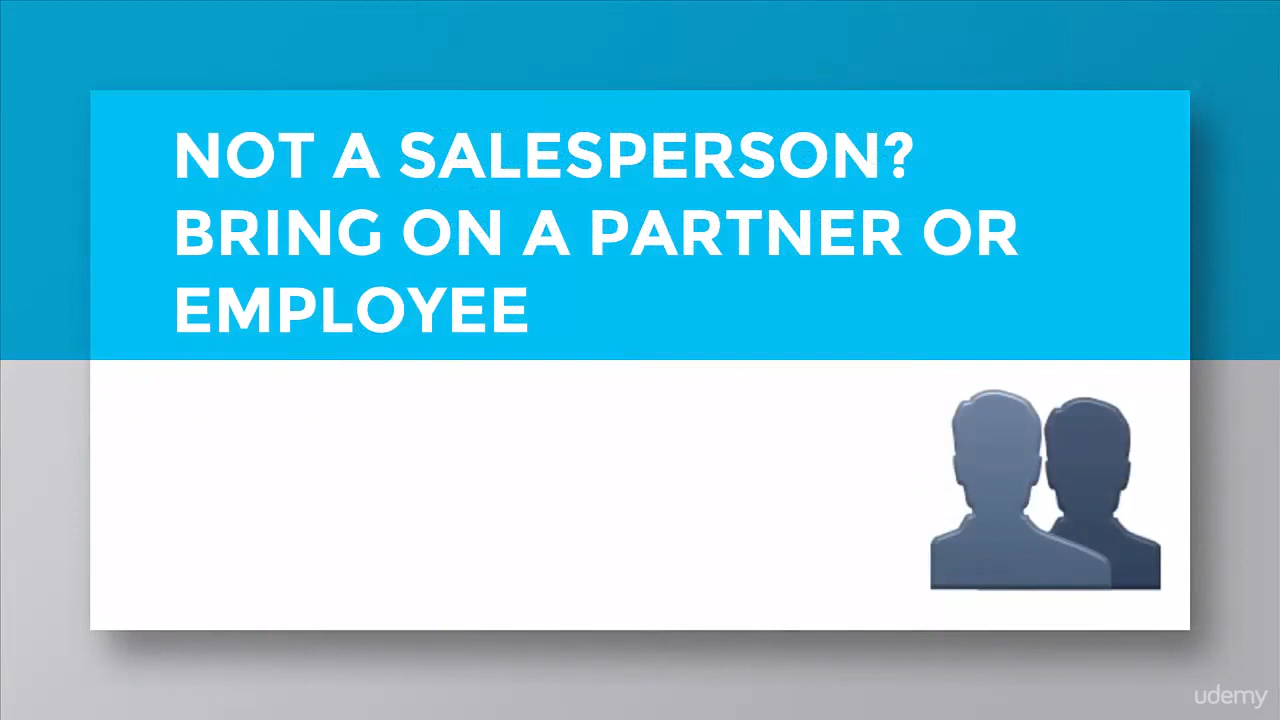 NOT A SALESPERSON?
BRING ON A PARTNER OR
EMPLOYEE
udemy